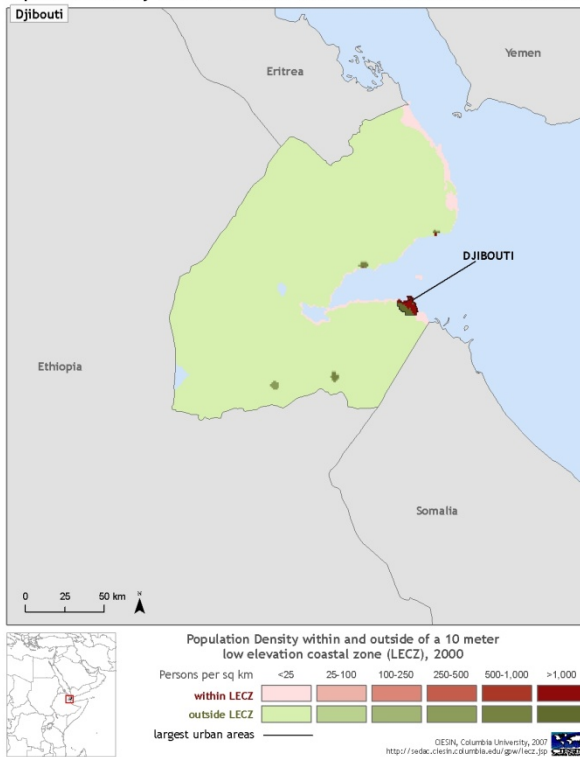 Djibouti
Yemen
Eritrea
DJIBOUTI
Ethiopia
Somalia
0 25 50 km
N
Population Density within and outside of a 10 meter
low elevation coastal zone (LECZ), 2000
Persons per sq km <25 25-100 100-250 250-500 500-1,000 >1,000
within LECZ
outside LECZ
largest urban areas
CIESIN, Columbia University, 2007
http://sedac.ciesin.columbia.edu/gpw/lecz.jsp